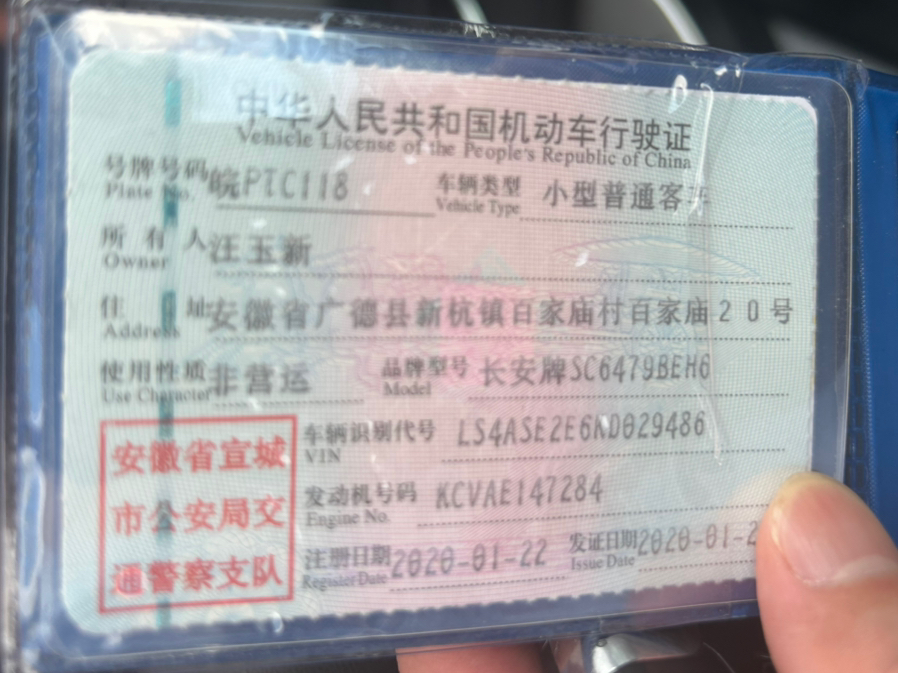 中华人民共和国机动车行驶证
Vehicle License of the People's Republic of China
号牌号码 皖PTC118 车辆类型 小型普通客车
Plate No. Vehicle Type
所有人 汪玉新
Owner
住址 安徽省广德县新杭镇百家庙村百家庙20号
Address
使用性质 非营运 品牌型号 长安牌SC6479BEH6
Use Character Model
安徽省宣城
市公安局交
通警察支队
车辆识别代号 LS4ASE2E6KD029486
VIN
发动机号码 KCVAE147284
Engine No.
注册日期 2020-01-22 发证日期 2020-01-2
Register Date Issue Date